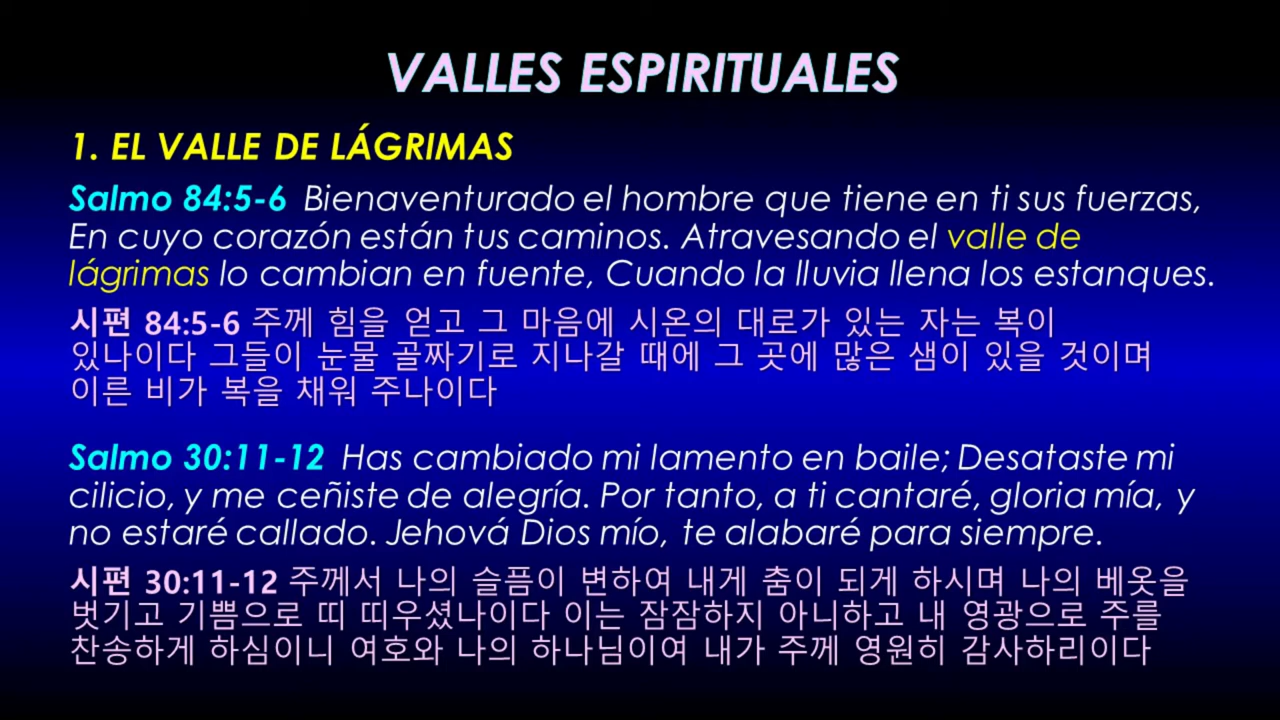 VALLES ESPIRITUALES
1. EL VALLE DE LÁGRIMAS
Salmo 84:5-6 Bienaventurado el hombre que tiene en ti sus fuerzas,
En cuyo corazón están tus caminos. Atravesando el valle de
lágrimas lo cambian en fuente, Cuando la lluvia llena los estanques.
시편 84:5-6 주께 힘을 얻고 그 마음에 시온의 대로가 있는 자는 복이
있나이다 그들이 눈물 골짜기로 지나갈 때에 그 곳에 많은 샘이 있을 것이며
이른 비가 복을 채워 주나이다
Salmo 30:11-12 Has cambiado mi lamento en baile; Desataste mi
cilicio, y me ceñiste de alegría. Por tanto, a ti cantaré, gloria mía, y
no estaré callado. Jehová Dios mío, te alabaré para siempre.
시편 30:11-12 주께서 나의 슬픔이 변하여 내게 춤이 되게 하시며 나의 베옷을
벗기고 기쁨으로 띠 띠우셨나이다 이는 잠잠하지 아니하고 내 영광으로 주를
찬송하게 하심이니 여호와 나의 하나님이여 내가 주께 영원히 감사하리이다